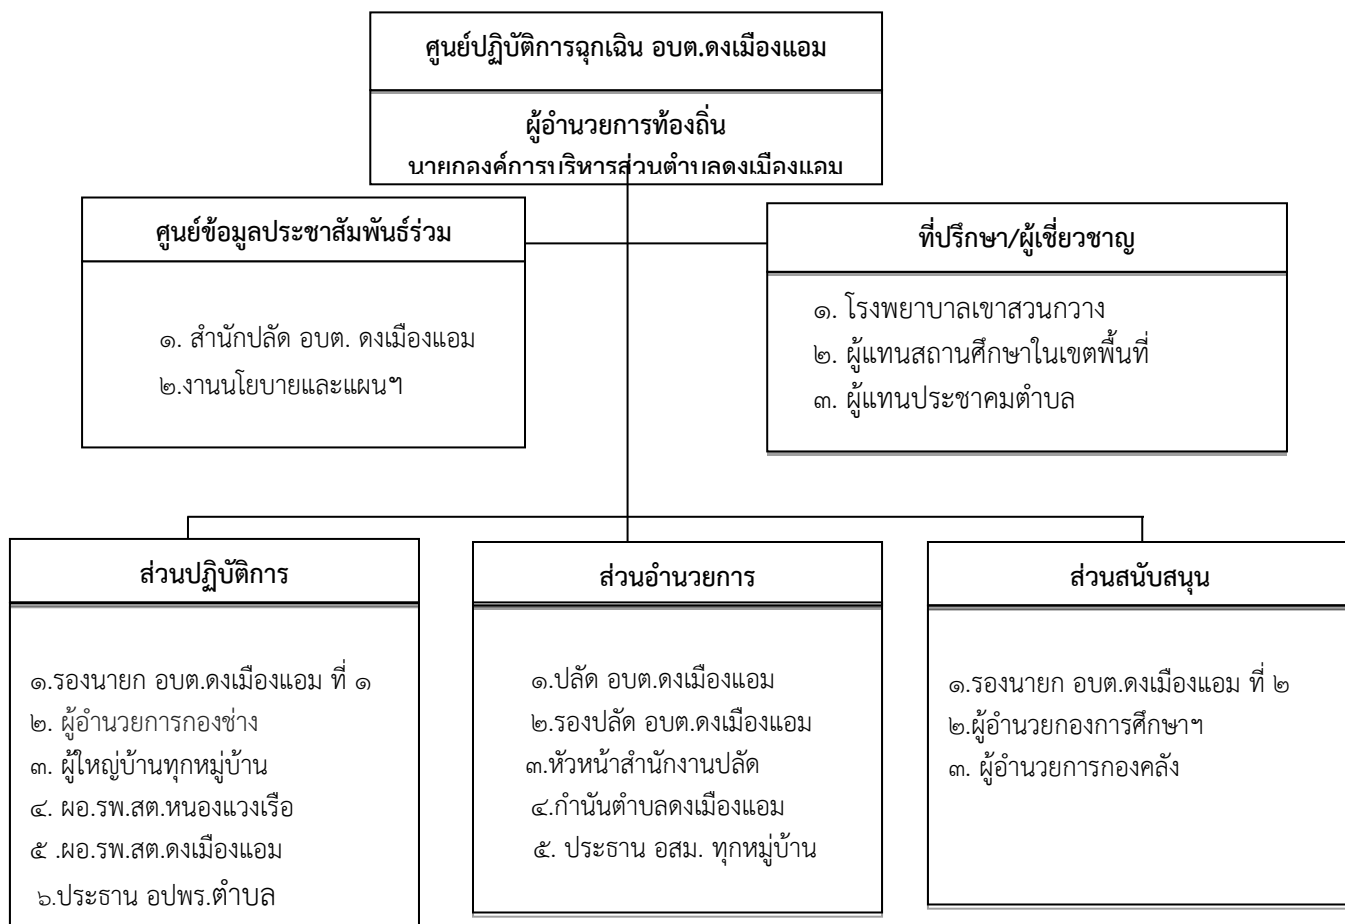 ศูนย์ปฏิบัติการฉุกเฉิน อบต.ดงเมืองแอม
ผู้อำนวยการท้องถิ่น
นายกองค์การบริหารส่วนตำบลดงเมืองแอม
ศูนย์ข้อมูลประชาสัมพันธ์ร่วม
๑. สำนักปลัด อบต. ดงเมืองแอม
๒.งานนโยบายและแผนฯ
ที่ปรึกษา/ผู้เชี่ยวชาญ
๑. โรงพยาบาลเขาสวนกวาง
๒. ผู้แทนสถานศึกษาในเขตพื้นที่
๓. ผู้แทนประชาคมตำบล
ส่วนปฏิบัติการ
๑.รองนายก อบต.ดงเมืองแอม ที่ ๑
๒. ผู้อำนวยการกองช่าง
๓. ผู้ใหญ่บ้านทุกหมู่บ้าน
๔. ผอ.รพ.สต.หนองแวงเรือ
๕ .ผอ.รพ.สต.ดงเมืองแอม
๖.ประธาน อปพร.ตำบล
ส่วนอำนวยการ
๑.ปลัด อบต.ดงเมืองแอม
๒.รองปลัด อบต.ดงเมืองแอม
๓.หัวหน้าสำนักงานปลัด
๔.กำนันตำบลดงเมืองแอม
๕. ประธาน อสม. ทุกหมู่บ้าน
ส่วนสนับสนุน
๑.รองนายก อบต.ดงเมืองแอม ที่ ๒
๒.ผู้อำนวยกองการศึกษาฯ
๓. ผู้อำนวยการกองคลัง